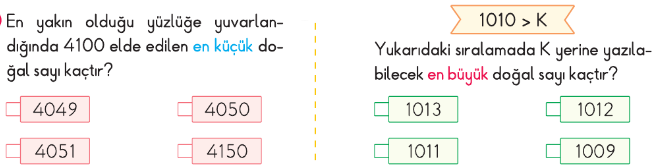 En yakın olduğu yüzlüğe yuvarlan-
dığında 4100 elde edilen en küçük do-
ğal sayı kaçtır?
4049
4050
4051
4150
1010 > K
Yukarıdaki sıralamada K yerine yazıla-
bilecek en büyük doğal sayı kaçtır?
1013
1012
1011
1009